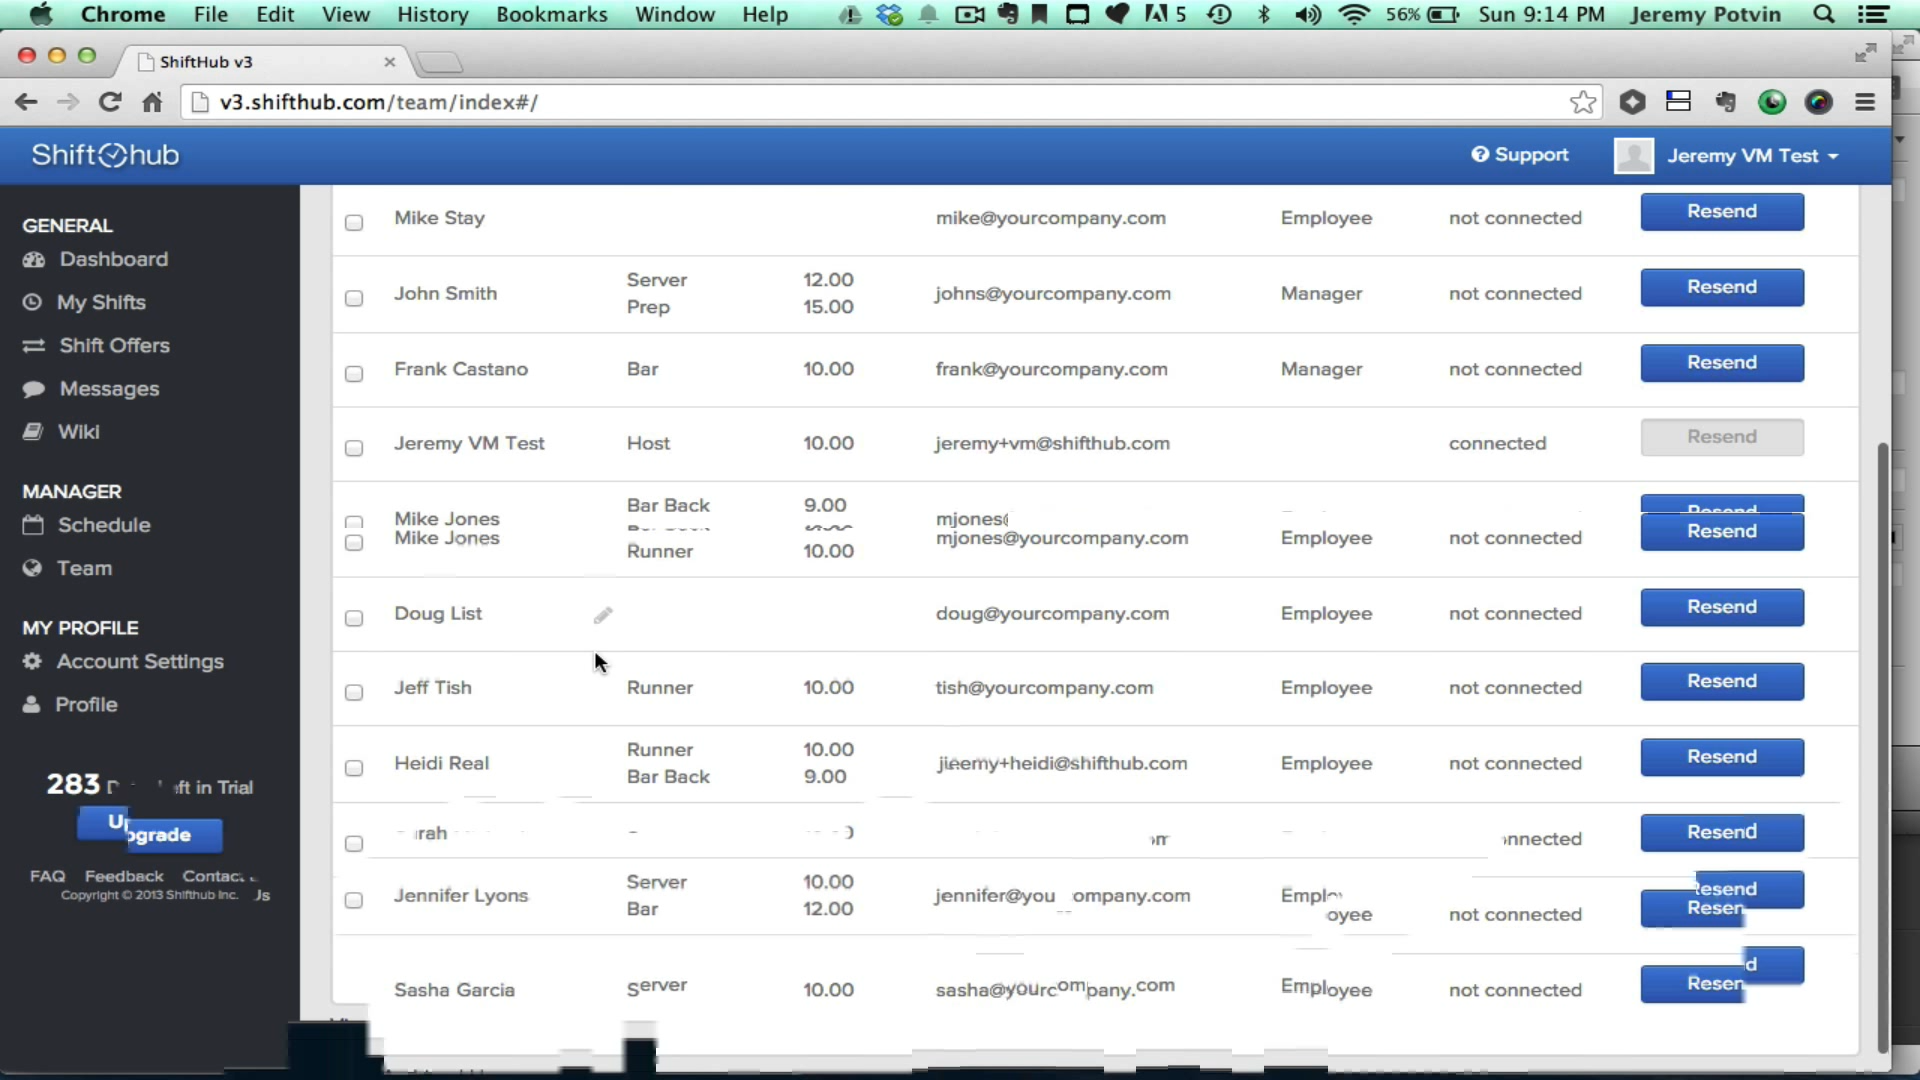 Chrome File Edit View History Bookmarks Window Help 5 56% Sun 9:14 PM Jeremy Potvin
ShiftHub v3
v3.shifthub.com/team/index#/
Shift hub Support Jeremy VM Test
GENERAL
Dashboard
My Shifts
Shift Offers
Messages
Wiki
MANAGER
Schedule
Team
MY PROFILE
Account Settings
Profile
283 ft in Trial
Upgrade
FAQ Feedback Contac
Copyright © 2013 Shifthub Inc. Js
Mike Stay mike@yourcompany.com Employee not connected Resend
John Smith Server 12.00 johns@yourcompany.com Manager not connected Resend
Prep 15.00
Frank Castano Bar 10.00 frank@yourcompany.com Manager not connected Resend
Jeremy VM Test Host 10.00 jeremy+vm@shifthub.com connected Resend
Bar Back 9.00
Mike Jones mjones@
Mike Jones mjones@yourcompany.com Employee not connected Resend
Runner 10.00
Doug List doug@yourcompany.com Employee not connected Resend
Jeff Tish Runner 10.00 tish@yourcompany.com Employee not connected Resend
Heidi Real Runner 10.00 jeremy+heidi@shifthub.com Employee not connected Resend
Bar Back 9.00
rah nnected Resend
Jennifer Lyons Server 10.00 jennifer@you ompany.com Employee not connected Resend
Bar 12.00
Sasha Garcia Server 10.00 sasha@yourcompany.com Employee not connected Resend